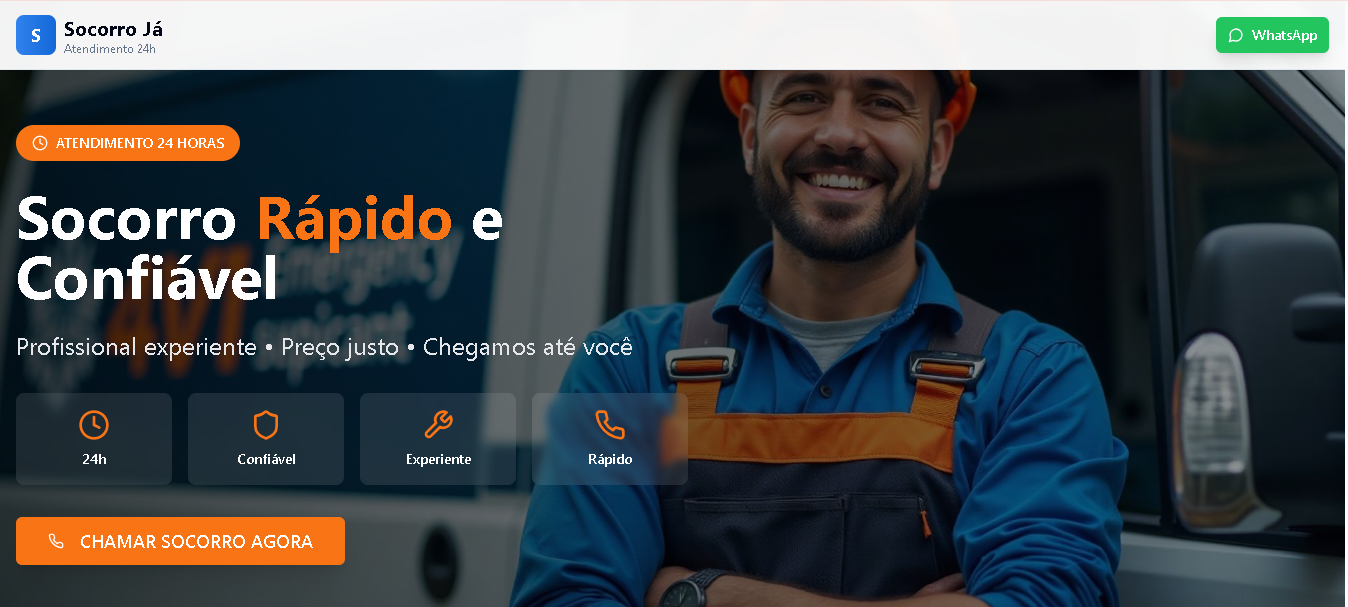 S
Socorro Já
Atendimento 24h
WhatsApp
ATENDIMENTO 24 HORAS
Socorro Rápido e
Confiável
Profissional experiente • Preço justo • Chegamos até você
24h
Confiável
Experiente
Rápido
CHAMAR SOCORRO AGORA